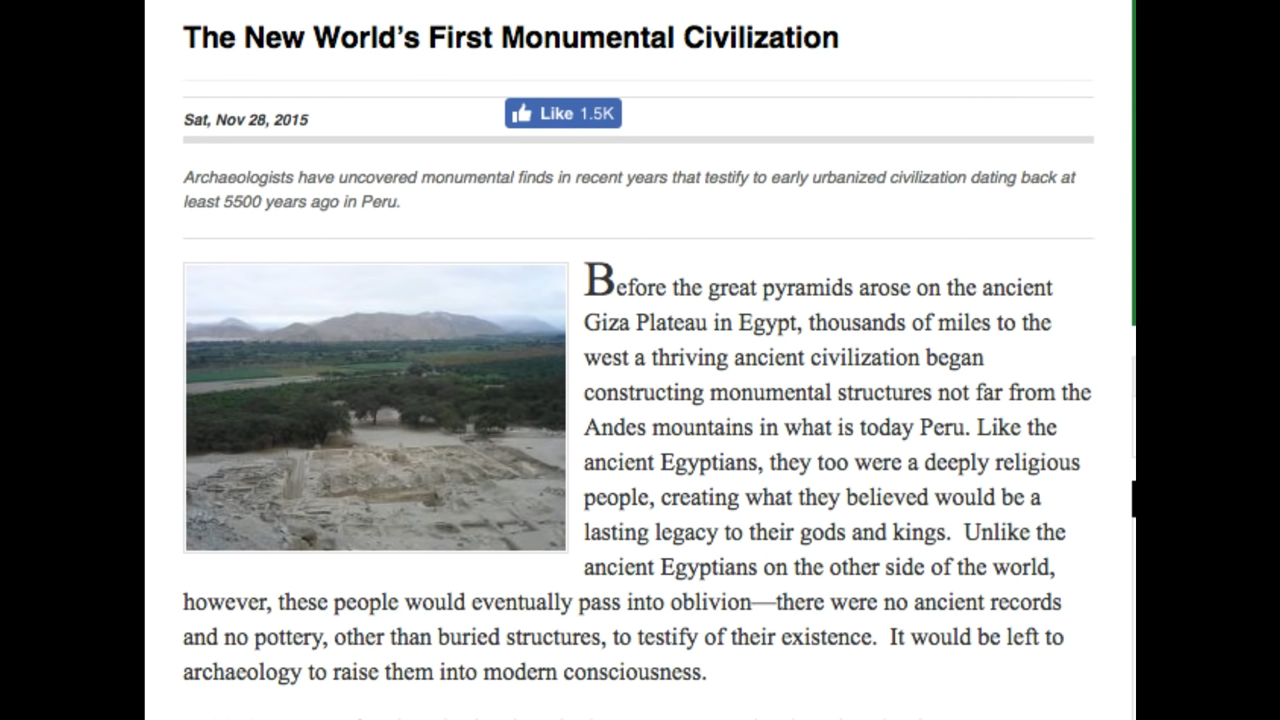 The New World’s First Monumental Civilization
Sat, Nov 28, 2015
Like 1.5K
Archaeologists have uncovered monumental finds in recent years that testify to early urbanized civilization dating back at
least 5500 years ago in Peru.
Before the great pyramids arose on the ancient
Giza Plateau in Egypt, thousands of miles to the
west a thriving ancient civilization began
constructing monumental structures not far from the
Andes mountains in what is today Peru. Like the
ancient Egyptians, they too were a deeply religious
people, creating what they believed would be a
lasting legacy to their gods and kings.  Unlike the
ancient Egyptians on the other side of the world,
however, these people would eventually pass into oblivion—there were no ancient records
and no pottery, other than buried structures, to testify of their existence.  It would be left to
archaeology to raise them into modern consciousness.